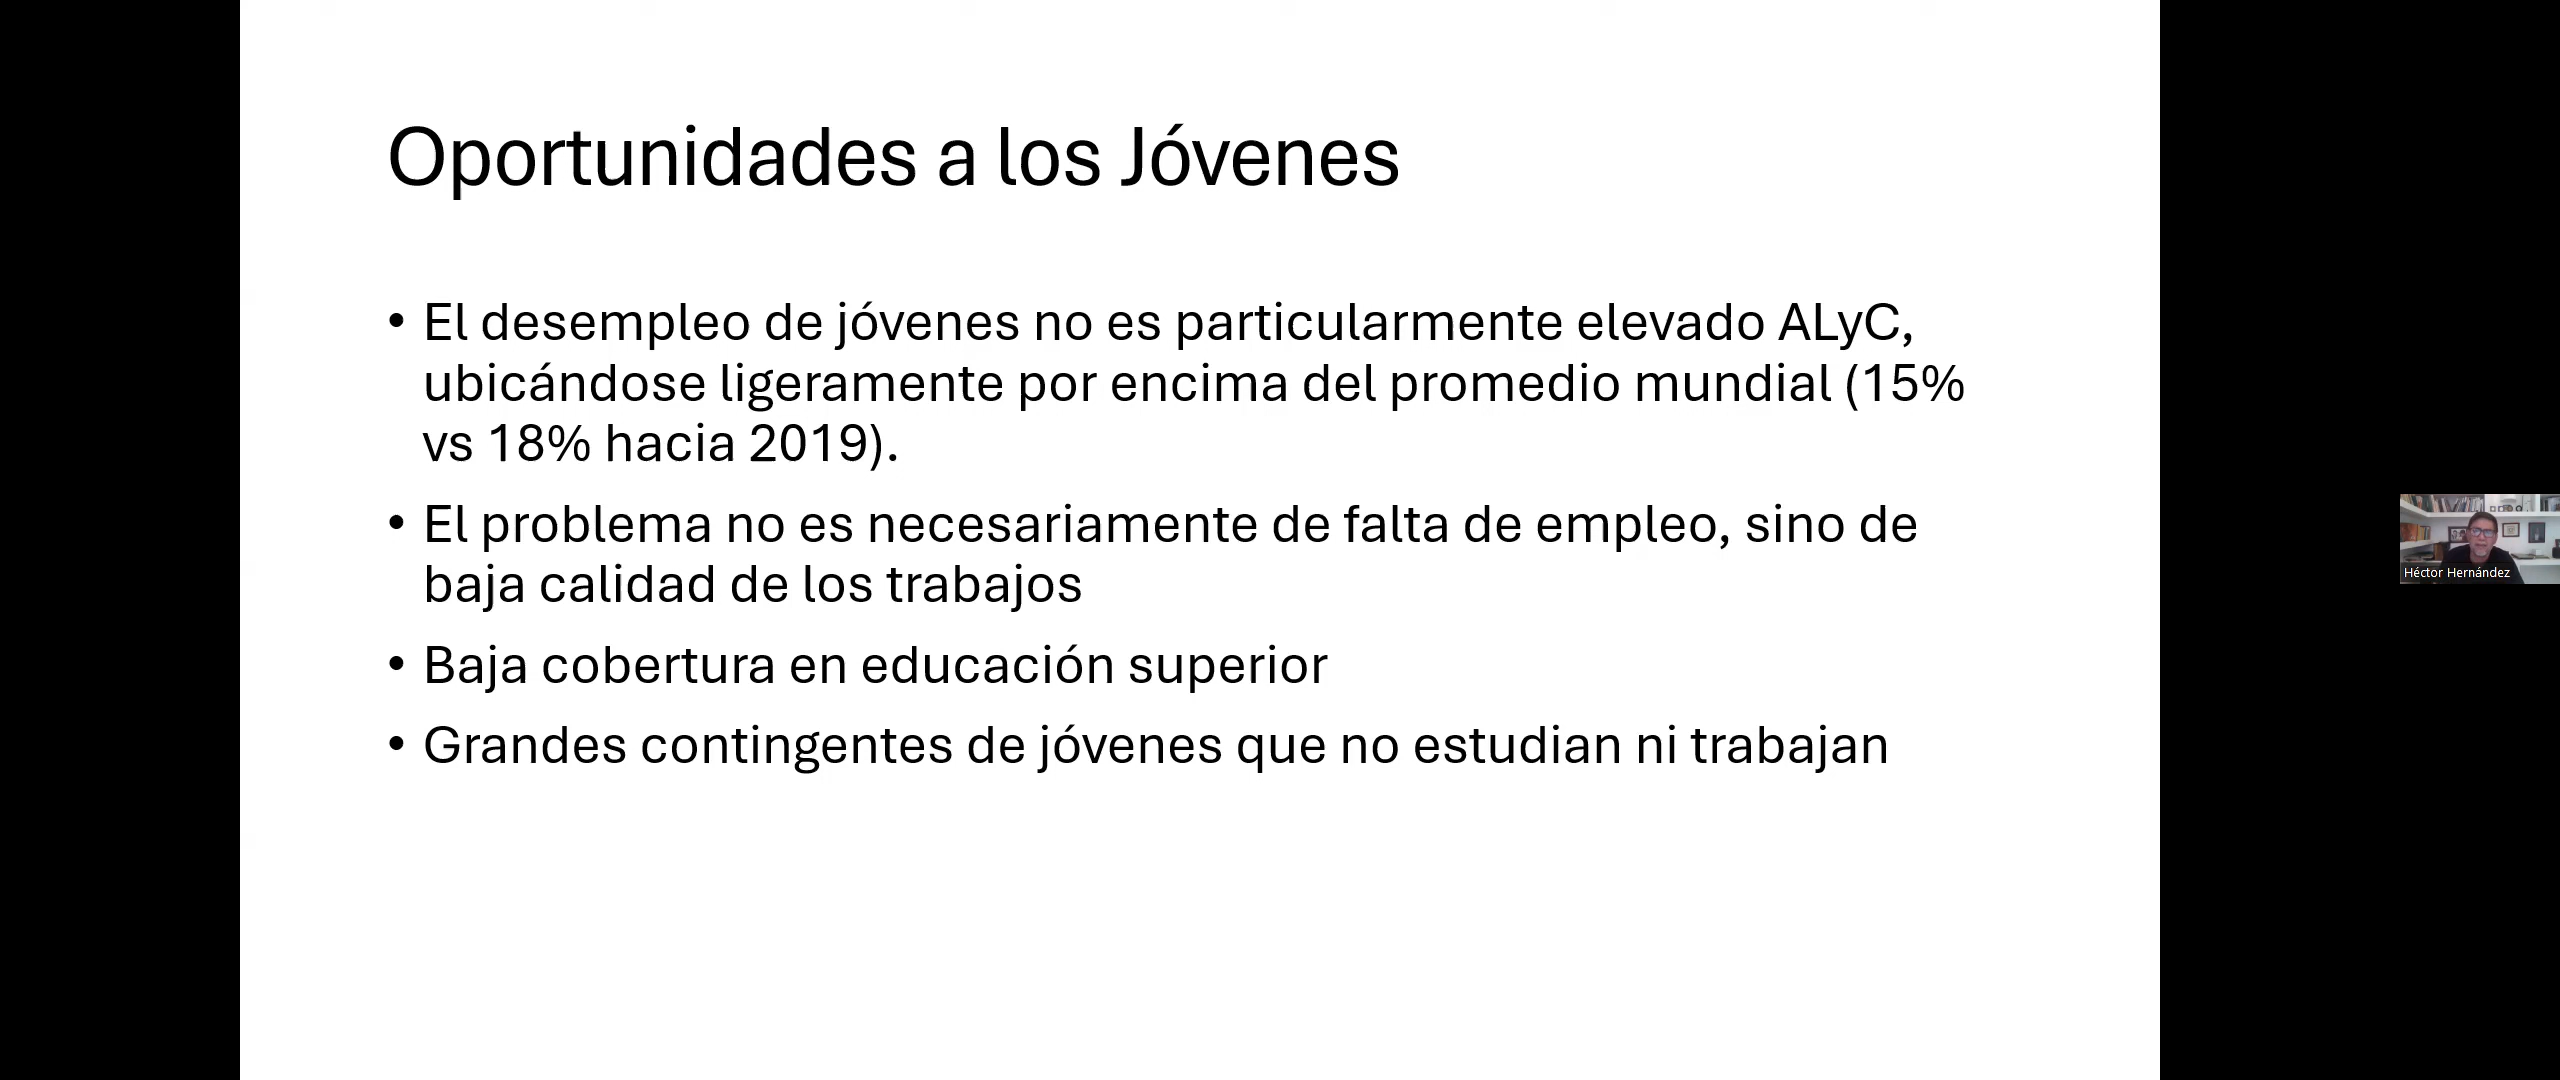 Oportunidades a los Jóvenes
• El desempleo de jóvenes no es particularmente elevado ALyC,
ubicándose ligeramente por encima del promedio mundial (15%
vs 18% hacia 2019).
• El problema no es necesariamente de falta de empleo, sino de
baja calidad de los trabajos
• Baja cobertura en educación superior
• Grandes contingentes de jóvenes que no estudian ni trabajan
Héctor Hernández